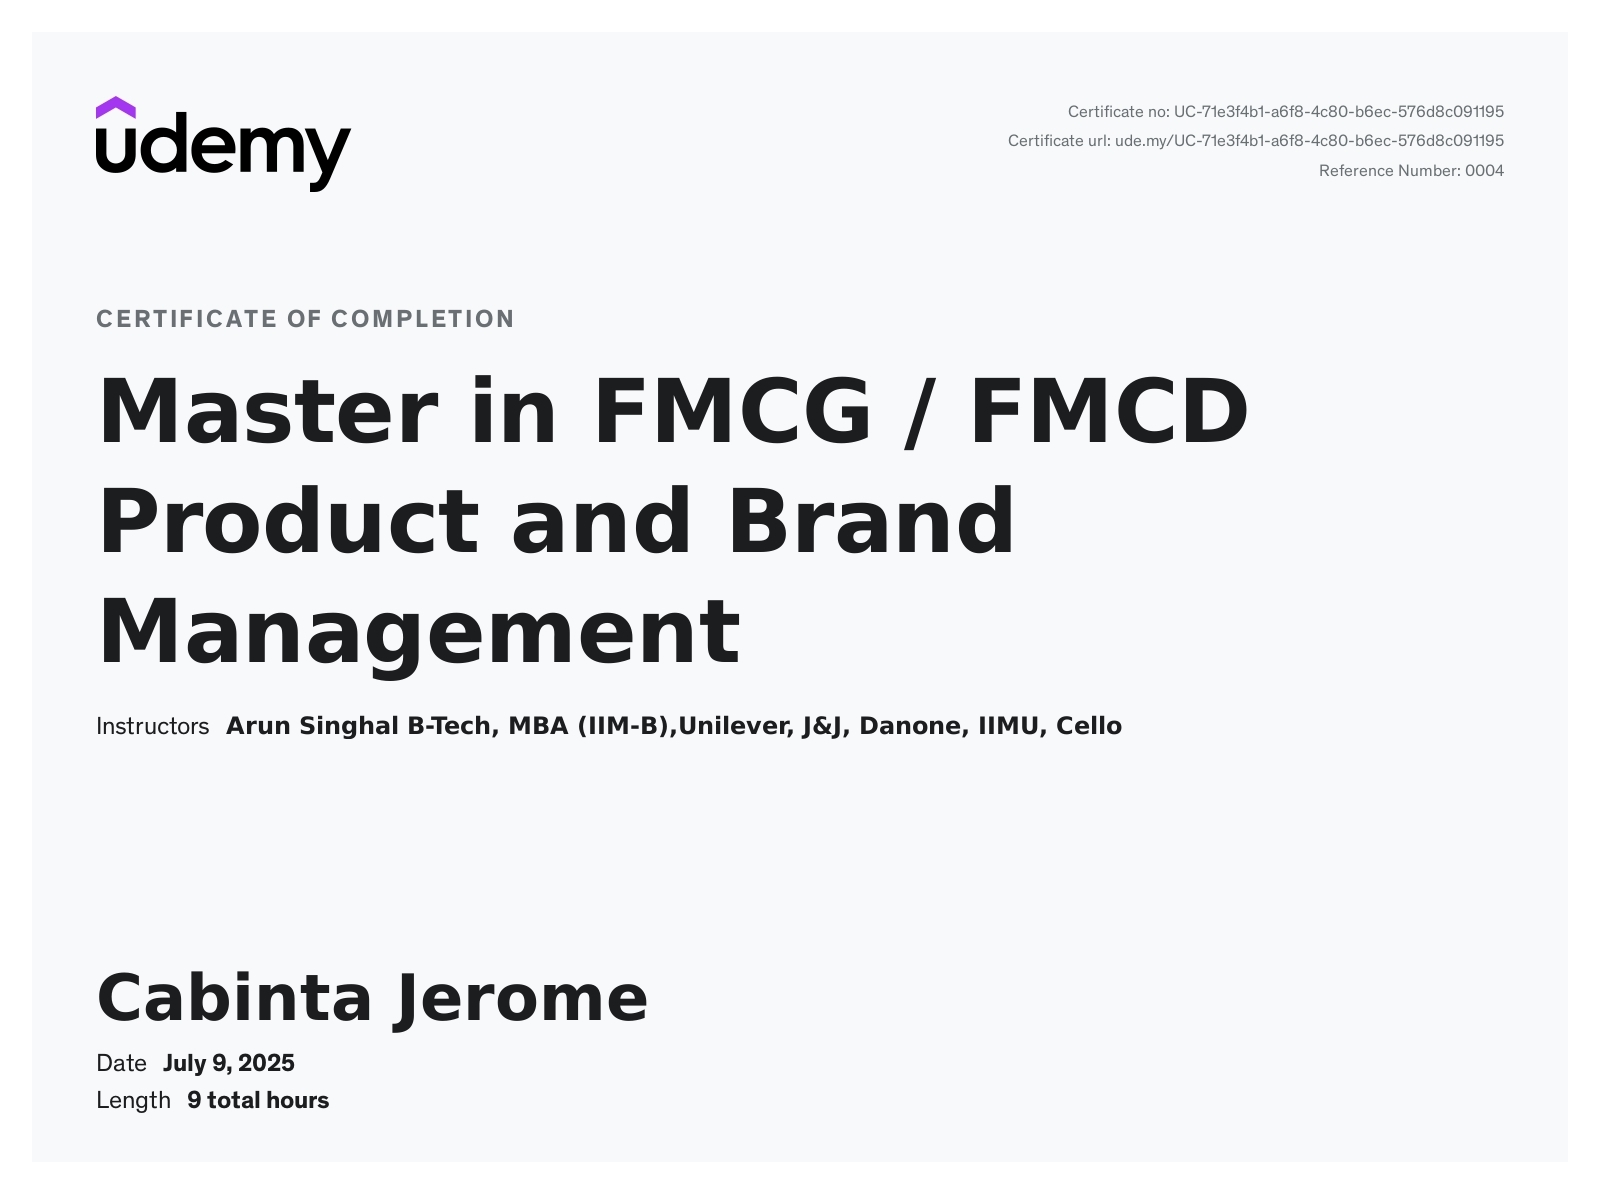 udemy
Certificate no: UC-71e3f4b1-a6f8-4c80-b6ec-576d8c091195
Certificate url: ude.my/UC-71e3f4b1-a6f8-4c80-b6ec-576d8c091195
Reference Number: 0004
CERTIFICATE OF COMPLETION
Master in FMCG / FMCD
Product and Brand
Management
Instructors Arun Singhal B-Tech, MBA (IIM-B),Unilever, J&J, Danone, IIMU, Cello
Cabinta Jerome
Date July 9, 2025
Length 9 total hours